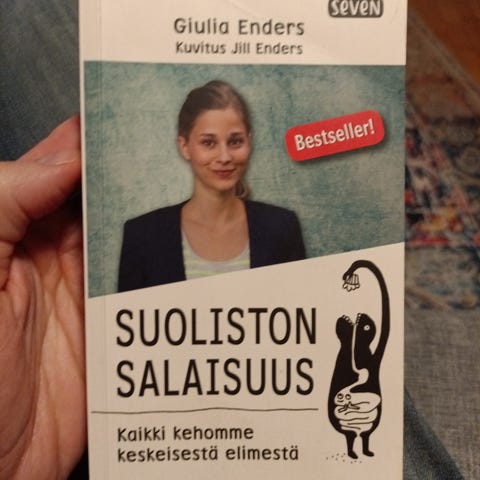 seven
Giulia Enders
Kuvitus Jill Enders
Bestseller!
SUOLISTON
SALAISUUS
Kaikki kehomme
keskeisestä elimestä